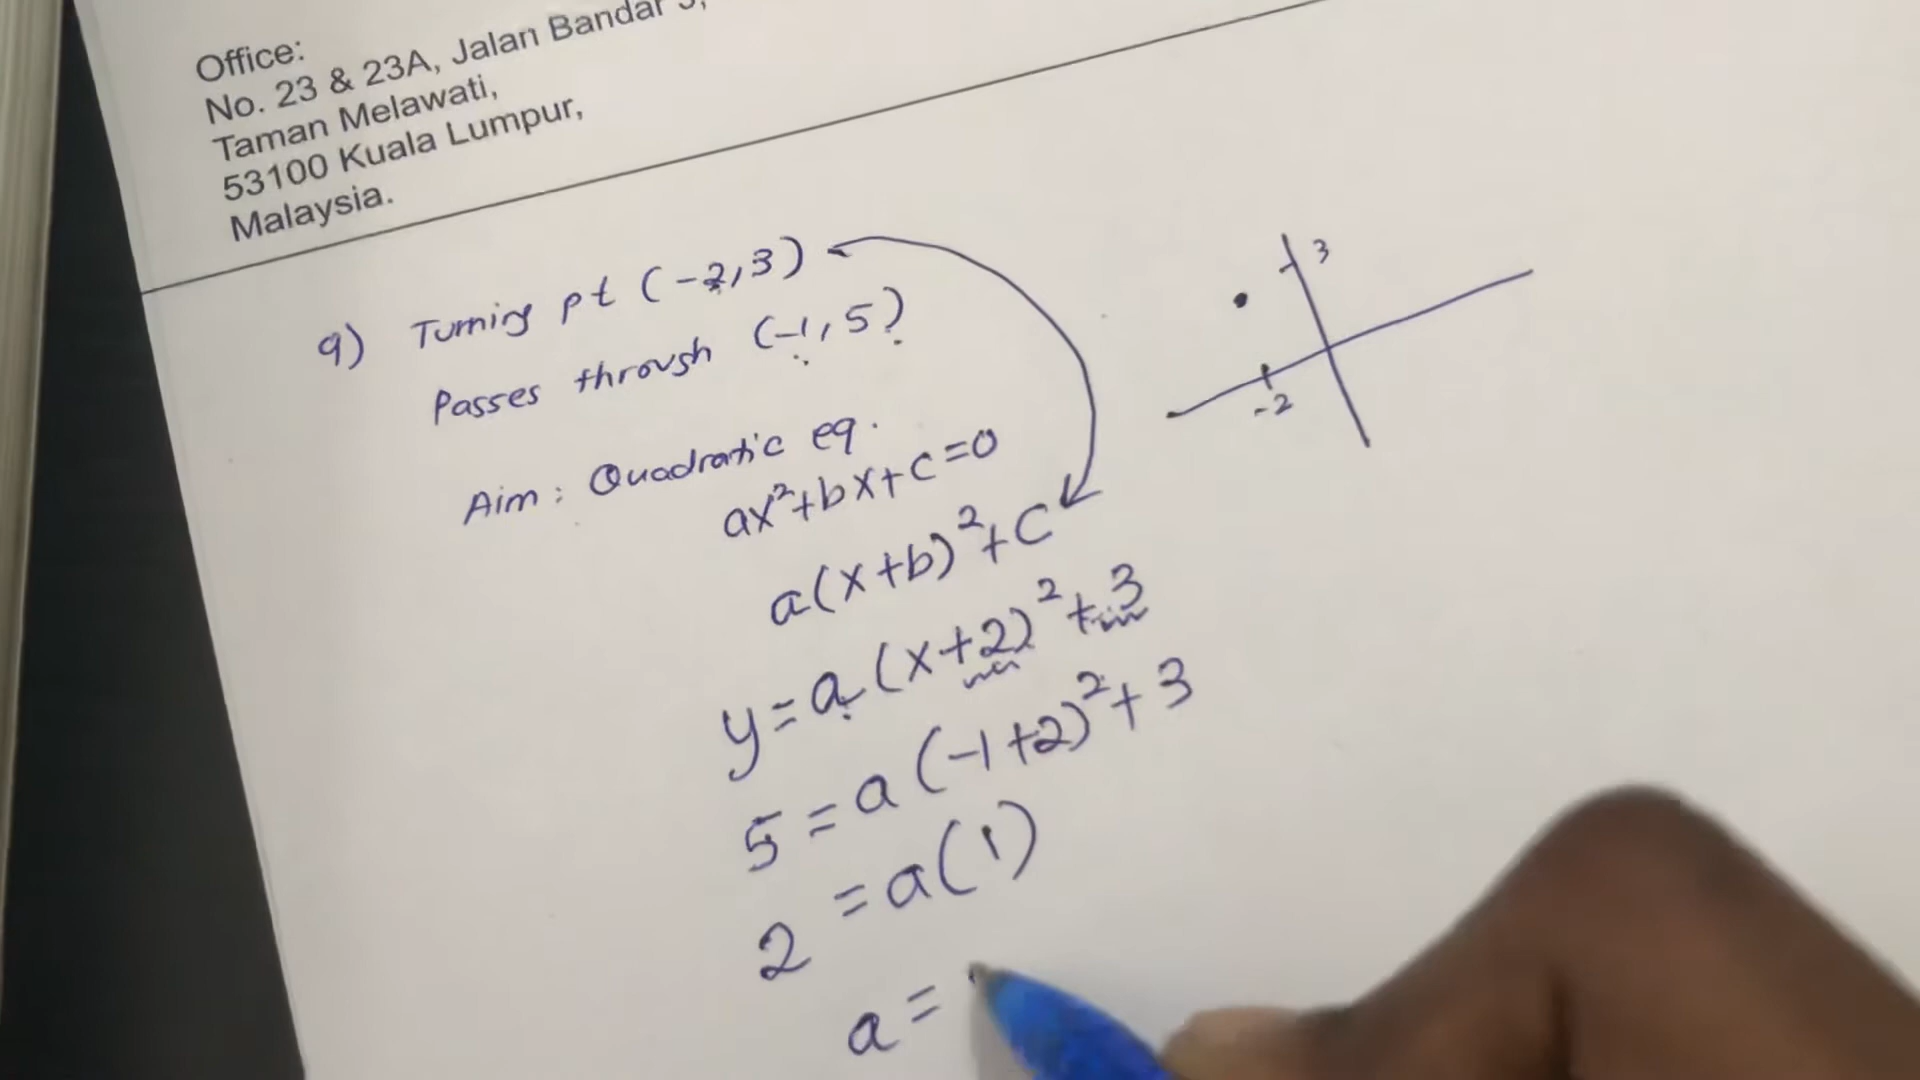 Office:
No. 23 & 23A, Jalan Bandar
Taman Melawati,
53100 Kuala Lumpur,
Malaysia.
9) Turning pt (-2,3)
Passes through (-1,5)
Aim: Quadratic eq.
ax²+bx+c=0
a(x+b)²+c
y=a(x+2)²+3
5=a(-1+2)²+3
2=a(1)
a=
3
-2